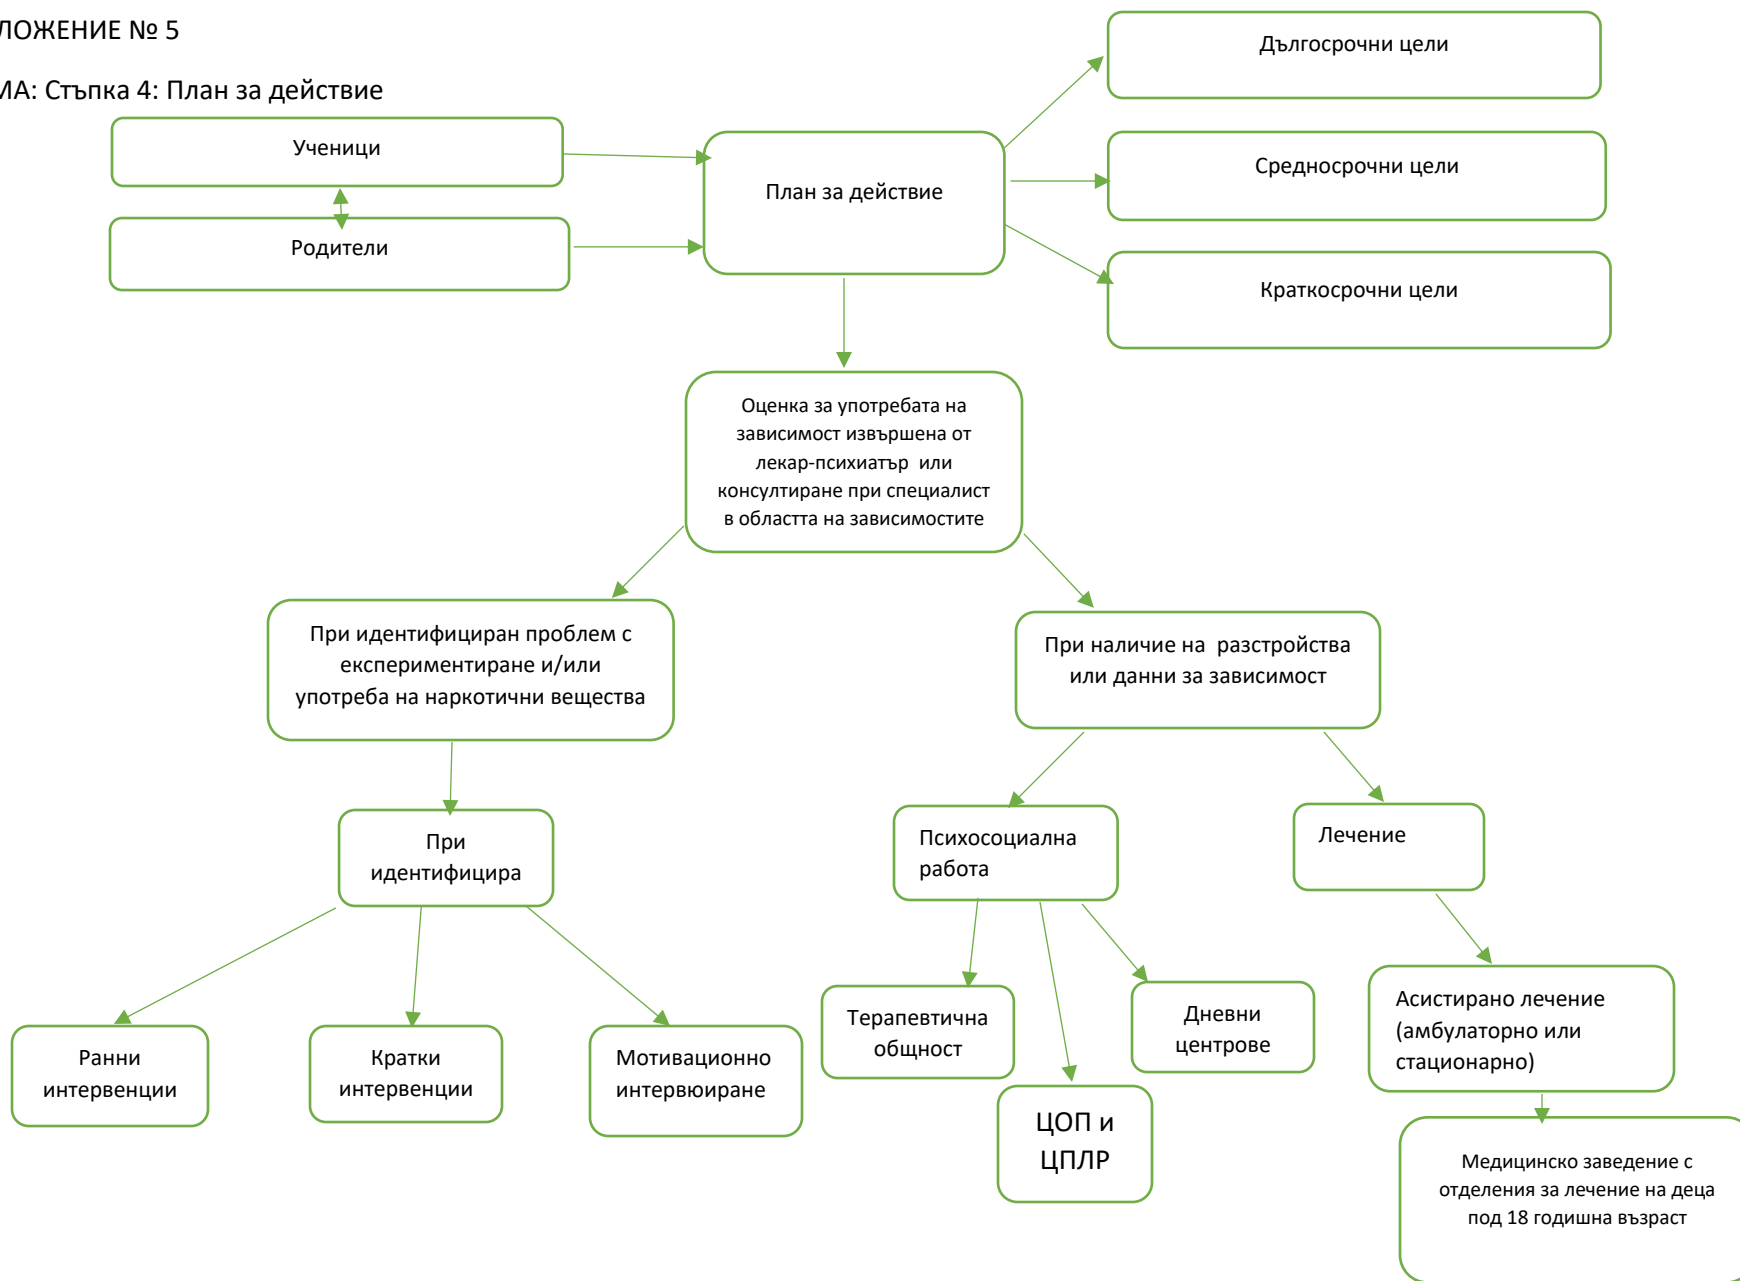 ЛОЖЕНИЕ № 5
МА: Стъпка 4: План за действие
Ученици
Родители
План за действие
Дългосрочни цели
Средносрочни цели
Краткосрочни цели
Оценка за употребата на
зависимост извършена от
лекар-психиатър или
консултиране при специалист
в областта на зависимостите
При идентифициран проблем с
експериментиране и/или
употреба на наркотични вещества
При наличие на разстройства
или данни за зависимост
При
идентифицира
Психосоциална
работа
Лечение
Ранни
интервенции
Кратки
интервенции
Мотивационно
интервюиране
Терапевтична
общност
ЦОП и
ЦПЛР
Дневни
центрове
Асистирано лечение
(амбулаторно или
стационарно)
Медицинско заведение с
отделения за лечение на деца
под 18 годишна възраст